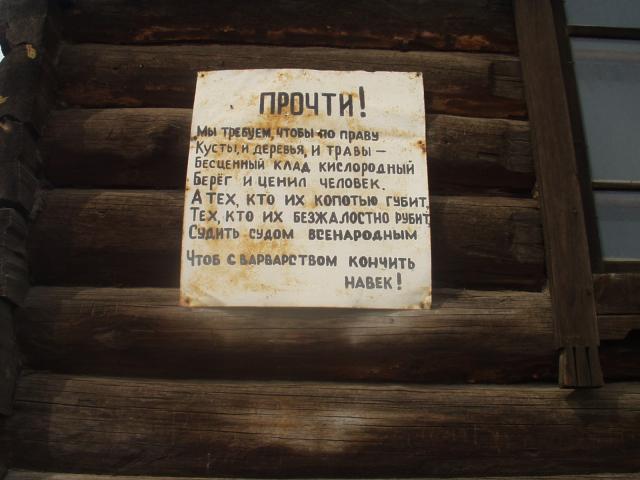 ПРОЧТИ!
Мы требуем, чтобы по праву
Кусты, и деревья, и травы —
Бесценный клад кислородный
Берёг и ценил человек.
А тех, кто их копотью губит,
Тех, кто их безжалостно рубит
Судить судом всенародным
Чтоб с варварством кончить
навек!